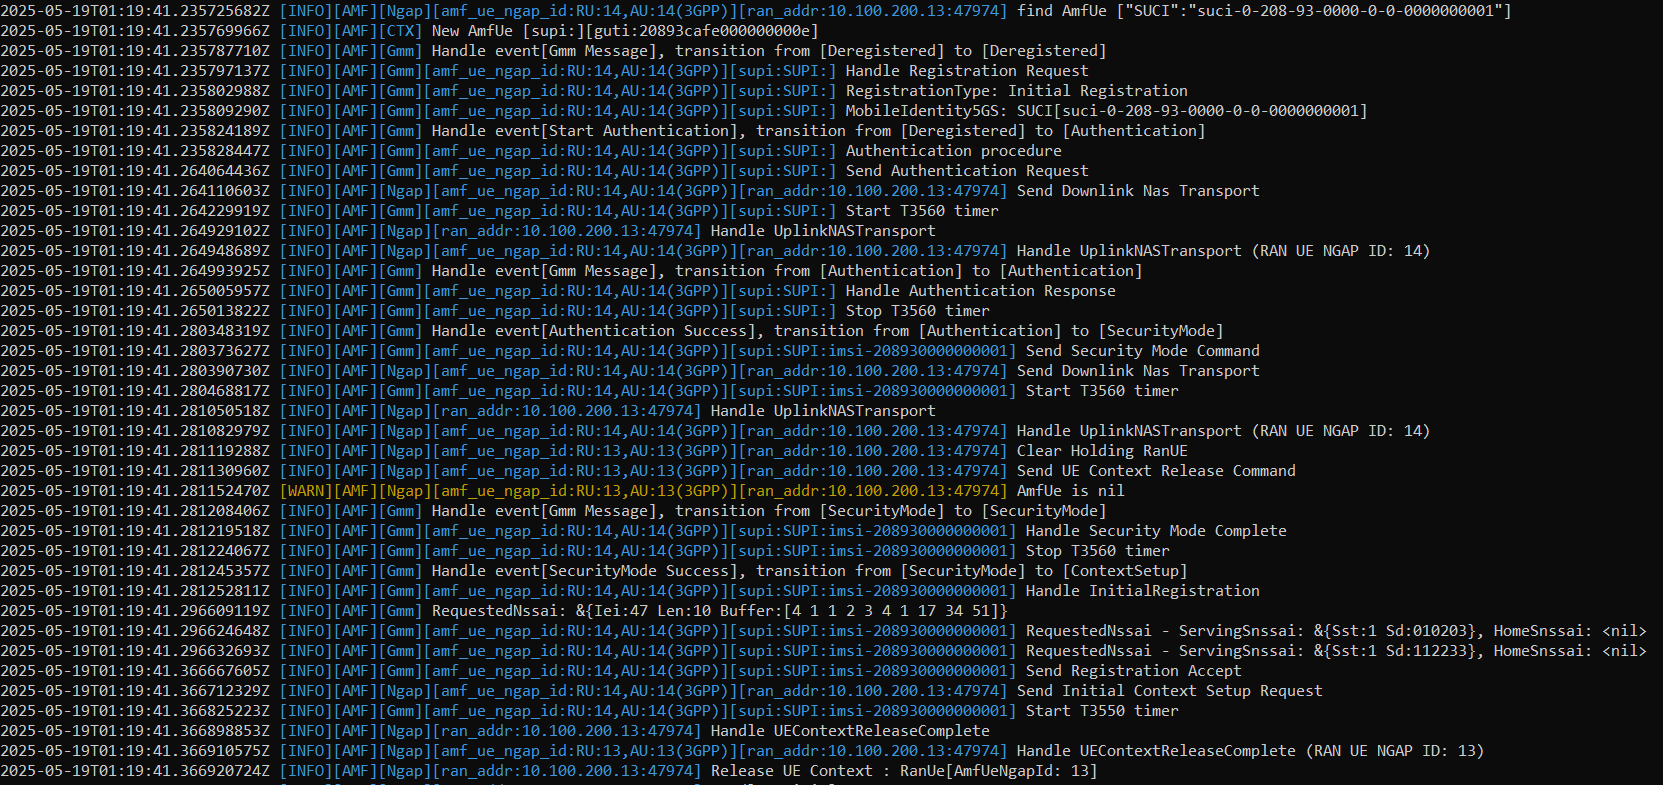 2025-05-19T01:19:41.235725682Z [INFO][AMF][Ngap][amf_ue_ngap_id:RU:14,AU:14(3GPP)][ran_addr:10.100.200.13:47974] find AmfUe ["SUCI":"suci-0-208-93-0000-0-0-0000000001"]
2025-05-19T01:19:41.235769966Z [INFO][AMF][CTX] New AmfUe [supi:][guti:20893cafe000000000e]
2025-05-19T01:19:41.235787710Z [INFO][AMF][Gmm] Handle event[Gmm Message], transition from [Deregistered] to [Deregistered]
2025-05-19T01:19:41.235797137Z [INFO][AMF][Gmm][amf_ue_ngap_id:RU:14,AU:14(3GPP)][supi:SUPI:] Handle Registration Request
2025-05-19T01:19:41.235802988Z [INFO][AMF][Gmm][amf_ue_ngap_id:RU:14,AU:14(3GPP)][supi:SUPI:] RegistrationType: Initial Registration
2025-05-19T01:19:41.235809290Z [INFO][AMF][Gmm][amf_ue_ngap_id:RU:14,AU:14(3GPP)][supi:SUPI:] MobileIdentity5GS: SUCI[suci-0-208-93-0000-0-0-0000000001]
2025-05-19T01:19:41.235824189Z [INFO][AMF][Gmm] Handle event[Start Authentication], transition from [Deregistered] to [Authentication]
2025-05-19T01:19:41.235828447Z [INFO][AMF][Gmm][amf_ue_ngap_id:RU:14,AU:14(3GPP)][supi:SUPI:] Authentication procedure
2025-05-19T01:19:41.264064436Z [INFO][AMF][Gmm][amf_ue_ngap_id:RU:14,AU:14(3GPP)][supi:SUPI:] Send Authentication Request
2025-05-19T01:19:41.264110603Z [INFO][AMF][Ngap][amf_ue_ngap_id:RU:14,AU:14(3GPP)][ran_addr:10.100.200.13:47974] Send Downlink Nas Transport
2025-05-19T01:19:41.264229919Z [INFO][AMF][Gmm][amf_ue_ngap_id:RU:14,AU:14(3GPP)][supi:SUPI:] Start T3560 timer
2025-05-19T01:19:41.264929102Z [INFO][AMF][Ngap][ran_addr:10.100.200.13:47974] Handle UplinkNASTransport
2025-05-19T01:19:41.264948689Z [INFO][AMF][Ngap][amf_ue_ngap_id:RU:14,AU:14(3GPP)][ran_addr:10.100.200.13:47974] Handle UplinkNASTransport (RAN UE NGAP ID: 14)
2025-05-19T01:19:41.264993925Z [INFO][AMF][Gmm] Handle event[Gmm Message], transition from [Authentication] to [Authentication]
2025-05-19T01:19:41.265005957Z [INFO][AMF][Gmm][amf_ue_ngap_id:RU:14,AU:14(3GPP)][supi:SUPI:] Handle Authentication Response
2025-05-19T01:19:41.265013822Z [INFO][AMF][Gmm][amf_ue_ngap_id:RU:14,AU:14(3GPP)][supi:SUPI:] Stop T3560 timer
2025-05-19T01:19:41.280348319Z [INFO][AMF][Gmm] Handle event[Authentication Success], transition from [Authentication] to [SecurityMode]
2025-05-19T01:19:41.280373627Z [INFO][AMF][Gmm][amf_ue_ngap_id:RU:14,AU:14(3GPP)][supi:SUPI:imsi-208930000000001] Send Security Mode Command
2025-05-19T01:19:41.280390730Z [INFO][AMF][Ngap][amf_ue_ngap_id:RU:14,AU:14(3GPP)][ran_addr:10.100.200.13:47974] Send Downlink Nas Transport
2025-05-19T01:19:41.280468817Z [INFO][AMF][Gmm][amf_ue_ngap_id:RU:14,AU:14(3GPP)][supi:SUPI:imsi-208930000000001] Start T3560 timer
2025-05-19T01:19:41.281050518Z [INFO][AMF][Ngap][ran_addr:10.100.200.13:47974] Handle UplinkNASTransport
2025-05-19T01:19:41.281082979Z [INFO][AMF][Ngap][amf_ue_ngap_id:RU:14,AU:14(3GPP)][ran_addr:10.100.200.13:47974] Handle UplinkNASTransport (RAN UE NGAP ID: 14)
2025-05-19T01:19:41.281119288Z [INFO][AMF][Ngap][amf_ue_ngap_id:RU:13,AU:13(3GPP)][ran_addr:10.100.200.13:47974] Clear Holding RanUE
2025-05-19T01:19:41.281130960Z [INFO][AMF][Ngap][amf_ue_ngap_id:RU:13,AU:13(3GPP)][ran_addr:10.100.200.13:47974] Send UE Context Release Command
2025-05-19T01:19:41.281152470Z [WARN][AMF][Ngap][amf_ue_ngap_id:RU:13,AU:13(3GPP)][ran_addr:10.100.200.13:47974] AmfUe is nil
2025-05-19T01:19:41.281208406Z [INFO][AMF][Gmm] Handle event[Gmm Message], transition from [SecurityMode] to [SecurityMode]
2025-05-19T01:19:41.281219518Z [INFO][AMF][Gmm][amf_ue_ngap_id:RU:14,AU:14(3GPP)][supi:SUPI:imsi-208930000000001] Handle Security Mode Complete
2025-05-19T01:19:41.281224067Z [INFO][AMF][Gmm][amf_ue_ngap_id:RU:14,AU:14(3GPP)][supi:SUPI:imsi-208930000000001] Stop T3560 timer
2025-05-19T01:19:41.281245357Z [INFO][AMF][Gmm] Handle event[SecurityMode Success], transition from [SecurityMode] to [ContextSetup]
2025-05-19T01:19:41.281252811Z [INFO][AMF][Gmm][amf_ue_ngap_id:RU:14,AU:14(3GPP)][supi:SUPI:imsi-208930000000001] Handle InitialRegistration
2025-05-19T01:19:41.296609119Z [INFO][AMF][Gmm] RequestedNssai: &{Iei:47 Len:10 Buffer:[4 1 1 2 3 4 1 17 34 51]}
2025-05-19T01:19:41.296624648Z [INFO][AMF][Gmm][amf_ue_ngap_id:RU:14,AU:14(3GPP)][supi:SUPI:imsi-208930000000001] RequestedNssai - ServingSnssai: &{Sst:1 Sd:010203}, HomeSnssai: <nil>
2025-05-19T01:19:41.296632693Z [INFO][AMF][Gmm][amf_ue_ngap_id:RU:14,AU:14(3GPP)][supi:SUPI:imsi-208930000000001] RequestedNssai - ServingSnssai: &{Sst:1 Sd:112233}, HomeSnssai: <nil>
2025-05-19T01:19:41.366667605Z [INFO][AMF][Gmm][amf_ue_ngap_id:RU:14,AU:14(3GPP)][supi:SUPI:imsi-208930000000001] Send Registration Accept
2025-05-19T01:19:41.366712329Z [INFO][AMF][Ngap][amf_ue_ngap_id:RU:14,AU:14(3GPP)][ran_addr:10.100.200.13:47974] Send Initial Context Setup Request
2025-05-19T01:19:41.366825223Z [INFO][AMF][Gmm][amf_ue_ngap_id:RU:14,AU:14(3GPP)][supi:SUPI:imsi-208930000000001] Start T3550 timer
2025-05-19T01:19:41.366898853Z [INFO][AMF][Ngap][ran_addr:10.100.200.13:47974] Handle UEContextReleaseComplete
2025-05-19T01:19:41.366910575Z [INFO][AMF][Ngap][amf_ue_ngap_id:RU:13,AU:13(3GPP)][ran_addr:10.100.200.13:47974] Handle UEContextReleaseComplete (RAN UE NGAP ID: 13)
2025-05-19T01:19:41.366920724Z [INFO][AMF][Ngap][ran_addr:10.100.200.13:47974] Release UE Context : RanUe[AmfUeNgapId: 13]